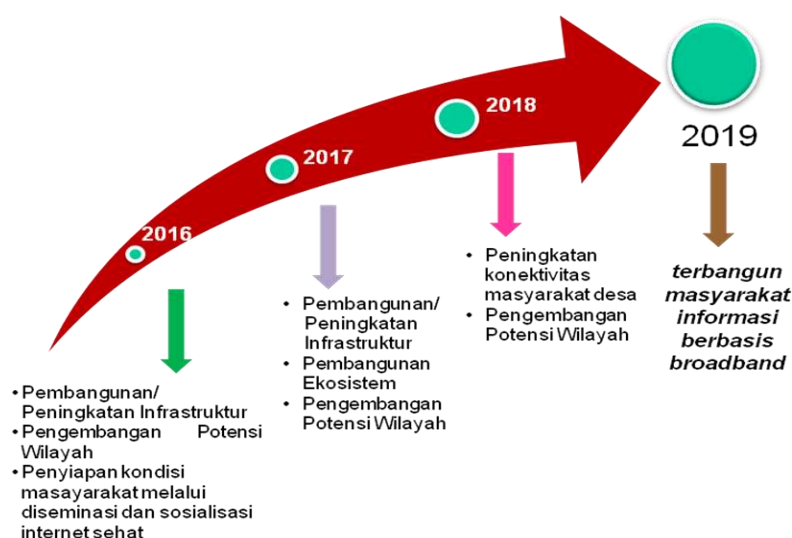 2016
2017
2018
2019
• Pembangunan/
Peningkatan Infrastruktur
• Pengembangan Potensi
Wilayah
• Penyiapan kondisi
masayarakat melalui
diseminasi dan sosialisasi
internet sehat
• Pembangunan/
Peningkatan
Infrastruktur
• Pembangunan
Ekosistem
• Pengembangan
Potensi Wilayah
• Peningkatan
konektivitas
masyarakat desa
• Pengembangan
Potensi Wilayah
terbangun
masyarakat
informasi
berbasis
broadband